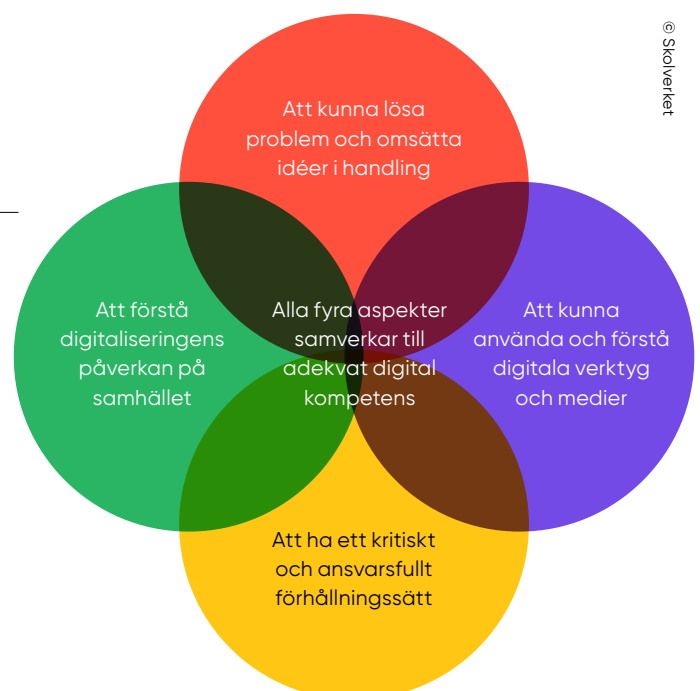 © Skolverket
Att kunna lösa
problem och omsätta
idéer i handling
Att förstå
digitaliseringens
påverkan på
samhället
Alla fyra aspekter
samverkar till
adekvat digital
kompetens
Att kunna
använda och förstå
digitala verktyg
och medier
Att ha ett kritiskt
och ansvarsfullt
förhållningssätt